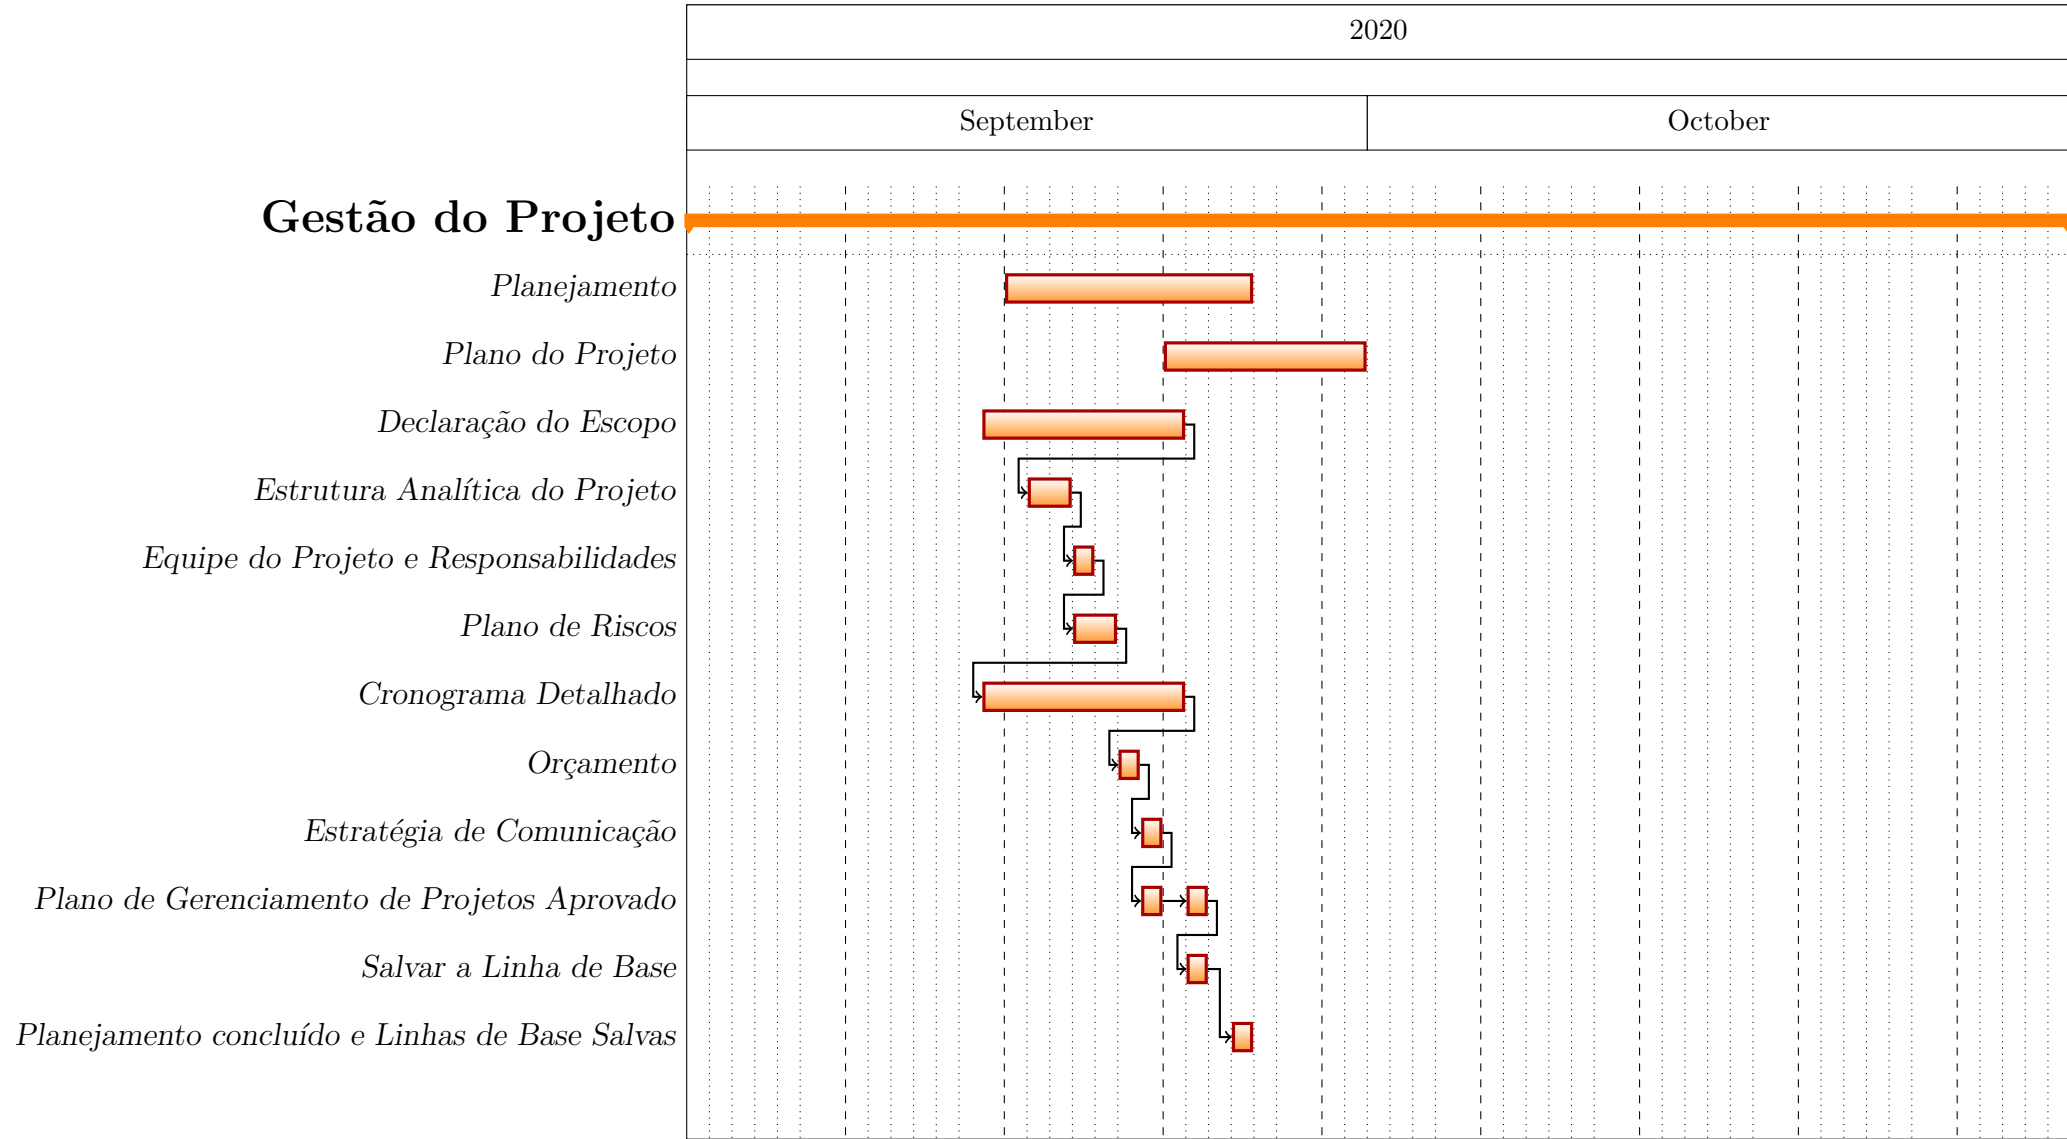 2020
September
October
Gestão do Projeto
Planejamento
Plano do Projeto
Declaração do Escopo
Estrutura Analítica do Projeto
Equipe do Projeto e Responsabilidades
Plano de Riscos
Cronograma Detalhado
Orçamento
Estratégia de Comunicação
Plano de Gerenciamento de Projetos Aprovado
Salvar a Linha de Base
Planejamento concluído e Linhas de Base Salvas